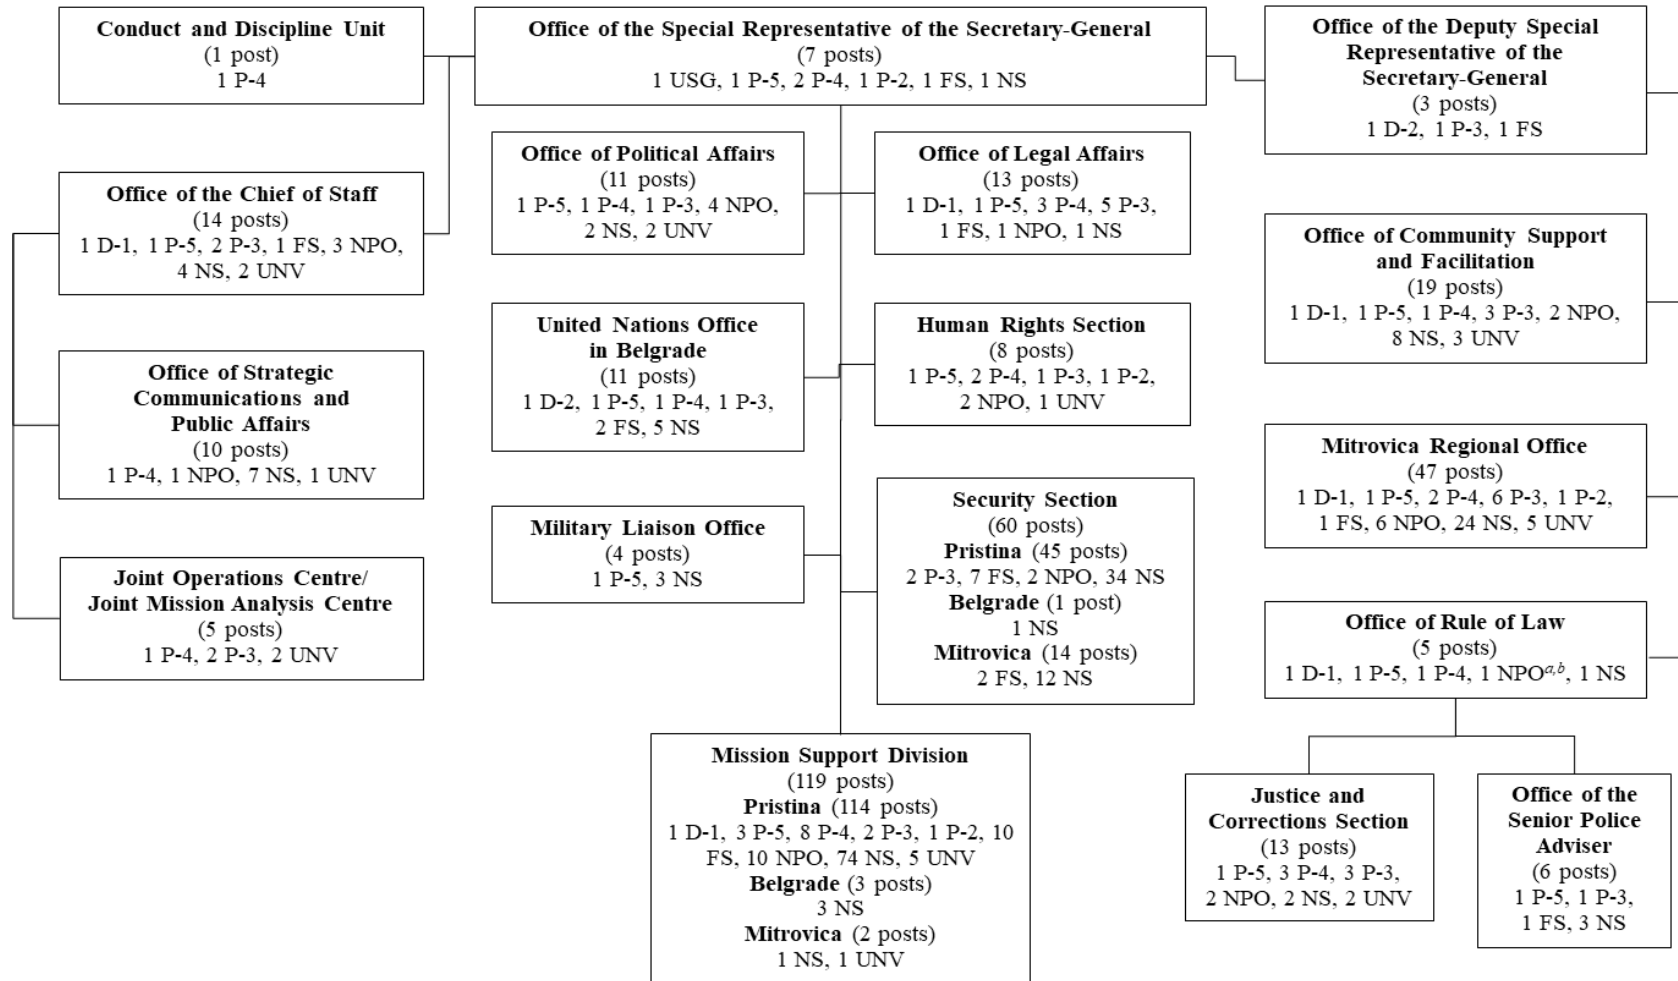 Conduct and Discipline Unit
(1 post)
1 P-4
Office of the Special Representative of the Secretary-General
(7 posts)
1 USG, 1 P-5, 2 P-4, 1 P-2, 1 FS, 1 NS
Office of the Deputy Special
Representative of the
Secretary-General
(3 posts)
1 D-2, 1 P-3, 1 FS
Office of the Chief of Staff
(14 posts)
1 D-1, 1 P-5, 2 P-3, 1 FS, 3 NPO,
4 NS, 2 UNV
Office of Political Affairs
(11 posts)
1 P-5, 1 P-4, 1 P-3, 4 NPO,
2 NS, 2 UNV
Office of Legal Affairs
(13 posts)
1 D-1, 1 P-5, 3 P-4, 5 P-3,
1 FS, 1 NPO, 1 NS
Office of Community Support
and Facilitation
(19 posts)
1 D-1, 1 P-5, 1 P-4, 3 P-3, 2 NPO,
8 NS, 3 UNV
Office of Strategic
Communications and
Public Affairs
(10 posts)
1 P-4, 1 NPO, 7 NS, 1 UNV
United Nations Office
in Belgrade
(11 posts)
1 D-2, 1 P-5, 1 P-4, 1 P-3,
2 FS, 5 NS
Human Rights Section
(8 posts)
1 P-5, 2 P-4, 1 P-3, 1 P-2,
2 NPO, 1 UNV
Mitrovica Regional Office
(47 posts)
1 D-1, 1 P-5, 2 P-4, 6 P-3, 1 P-2,
1 FS, 6 NPO, 24 NS, 5 UNV
Joint Operations Centre/
Joint Mission Analysis Centre
(5 posts)
1 P-4, 2 P-3, 2 UNV
Military Liaison Office
(4 posts)
1 P-5, 3 NS
Security Section
(60 posts)
Pristina (45 posts)
2 P-3, 7 FS, 2 NPO, 34 NS
Belgrade (1 post)
1 NS
Mitrovica (14 posts)
2 FS, 12 NS
Office of Rule of Law
(5 posts)
1 D-1, 1 P-5, 1 P-4, 1 NPOa,b, 1 NS
Mission Support Division
(119 posts)
Pristina (114 posts)
1 D-1, 3 P-5, 8 P-4, 2 P-3, 1 P-2, 10
FS, 10 NPO, 74 NS, 5 UNV
Belgrade (3 posts)
3 NS
Mitrovica (2 posts)
1 NS, 1 UNV
Justice and
Corrections Section
(13 posts)
1 P-5, 3 P-4, 3 P-3,
2 NPO, 2 NS, 2 UNV
Office of the
Senior Police
Adviser
(6 posts)
1 P-5, 1 P-3,
1 FS, 3 NS